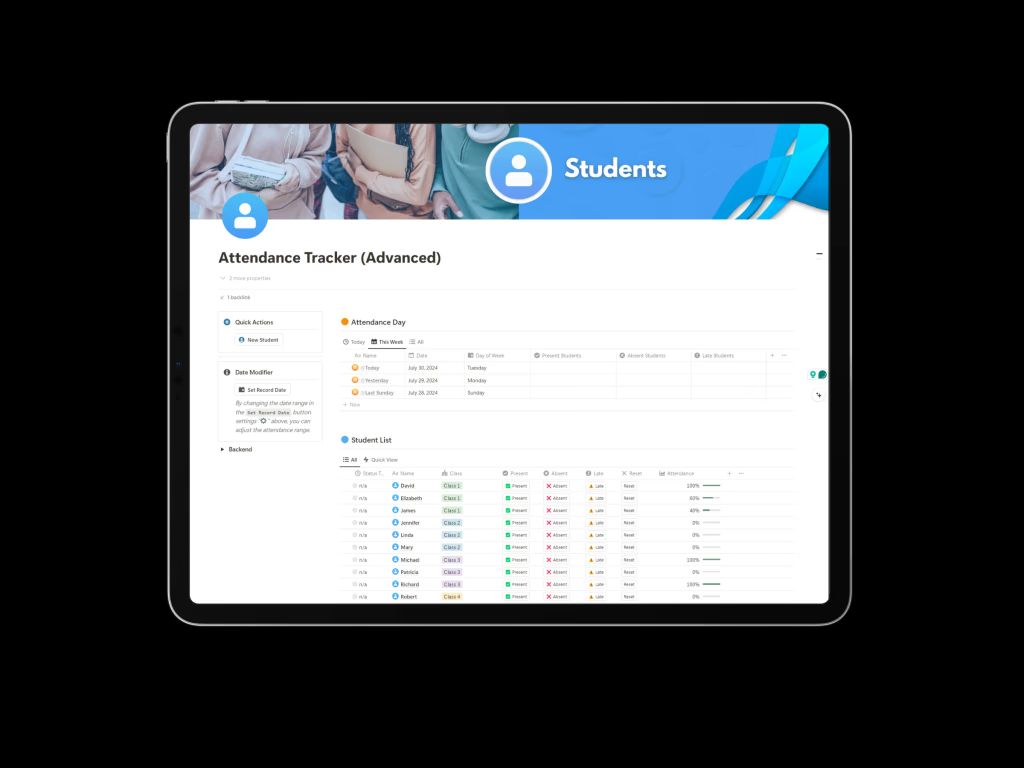 Students
Attendance Tracker (Advanced)
2 more properties
1 backlink
Quick Actions
New Student
Date Modifier
Set Record Date
By changing the date range in
the Set Record Date button
settings " " above, you can
adjust the attendance range.
Backend
Attendance Day
Today This Week All
Aa Name Date Day of Week Present Students Absent Students Late Students
@Today July 30, 2024 Tuesday
@Yesterday July 29, 2024 Monday
@Last Sunday July 28, 2024 Sunday
+ New
Student List
All Quick View
Status T... Aa Name Class Present Absent Late Reset Attendance
n/a David Class 1 Present Absent Late Reset 100%
n/a Elizabeth Class 1 Present Absent Late Reset 60%
n/a James Class 1 Present Absent Late Reset 40%
n/a Jennifer Class 2 Present Absent Late Reset 0%
n/a Linda Class 2 Present Absent Late Reset 0%
n/a Mary Class 2 Present Absent Late Reset 0%
n/a Michael Class 3 Present Absent Late Reset 100%
n/a Patricia Class 3 Present Absent Late Reset 0%
n/a Richard Class 3 Present Absent Late Reset 100%
n/a Robert Class 4 Present Absent Late Reset 0%